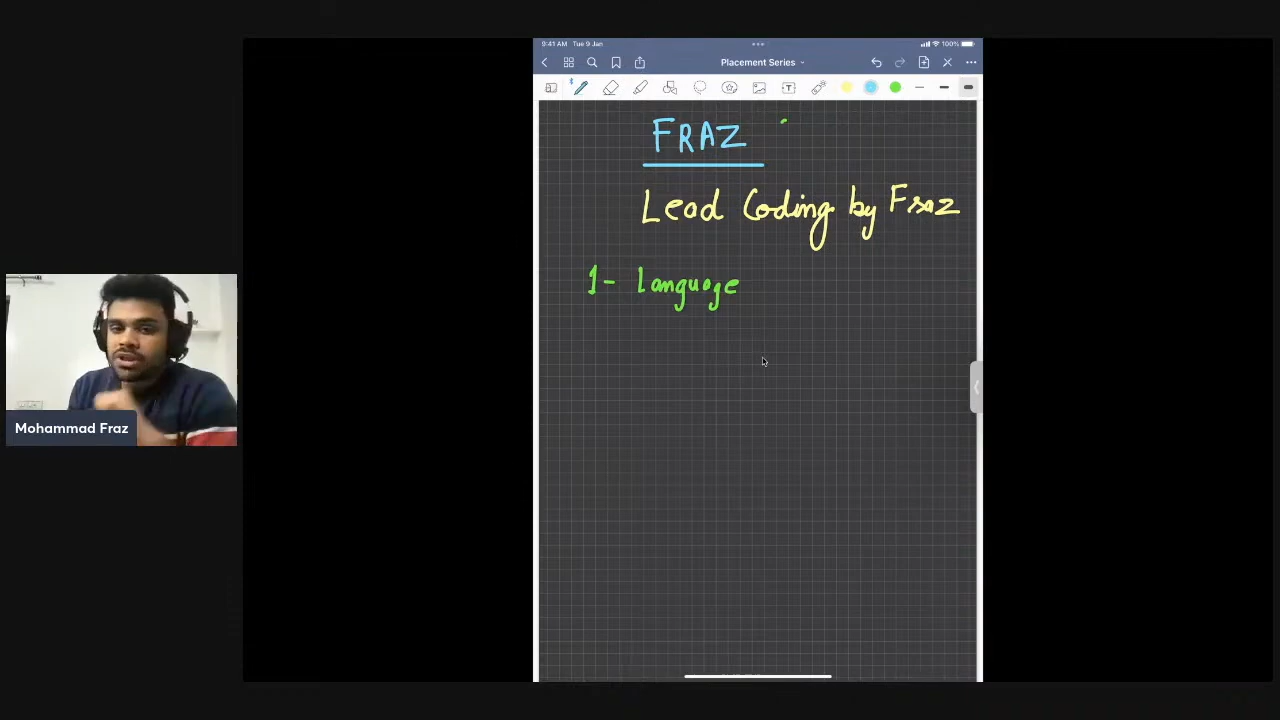 9:41 AM Tue 9 Jan
100%
Placement Series
T
FRAZ
Lead Coding by Fraz
1- Language
Mohammad Fraz